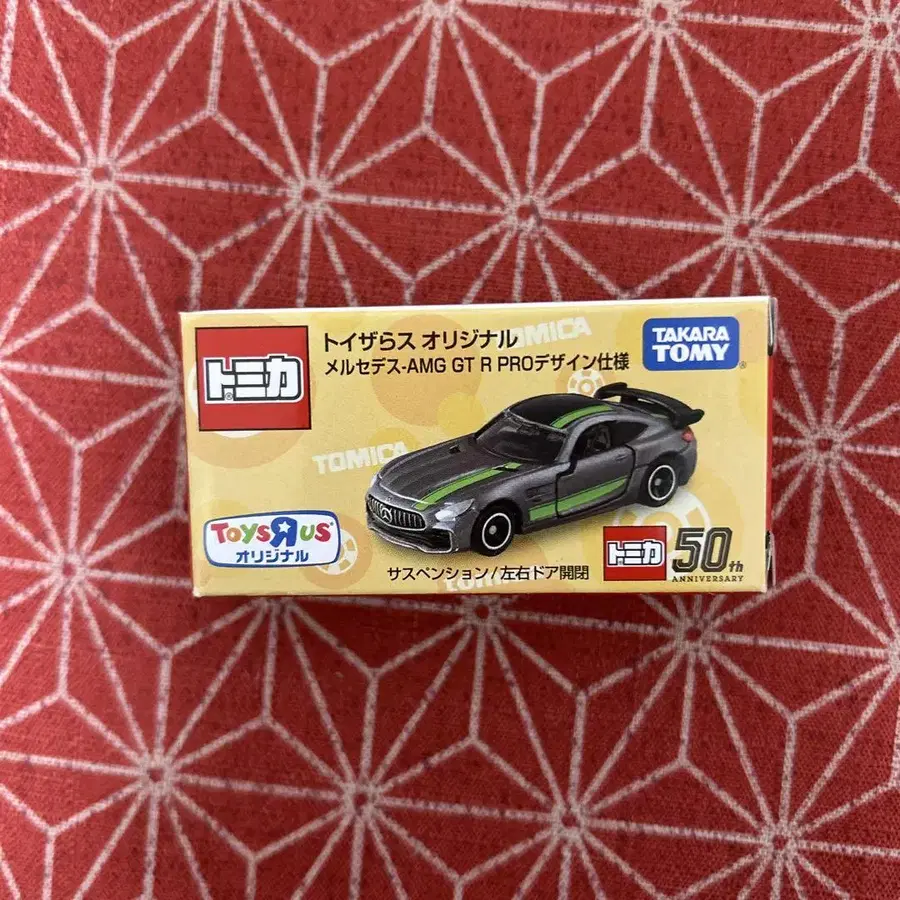 トミカ
トイザらス オリジナル
TOMICA
メルセデス-AMG GT R PROデザイン仕様
TAKARA
TOMY
TOMICA
ToysЯus
オリジナル
サスペンション/左右ドア開閉
トミカ
50th
ANNIVERSARY